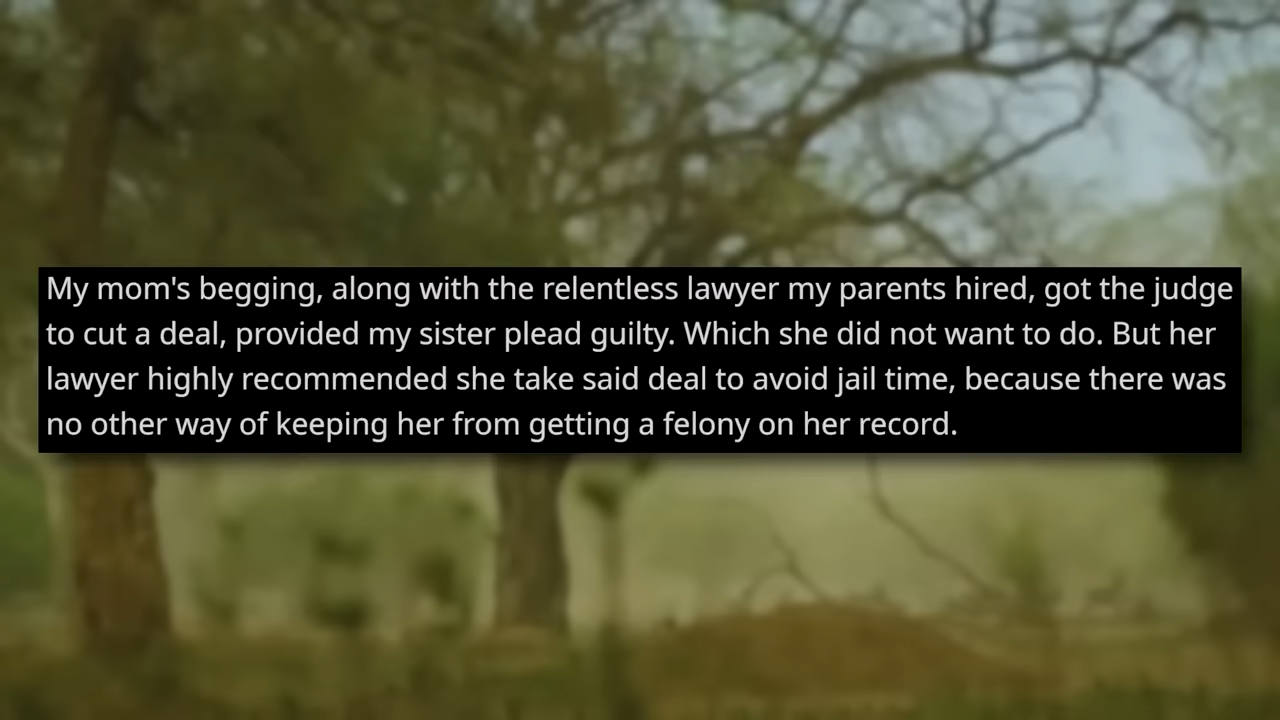 My mom's begging, along with the relentless lawyer my parents hired, got the judge
to cut a deal, provided my sister plead guilty. Which she did not want to do. But her
lawyer highly recommended she take said deal to avoid jail time, because there was
no other way of keeping her from getting a felony on her record.